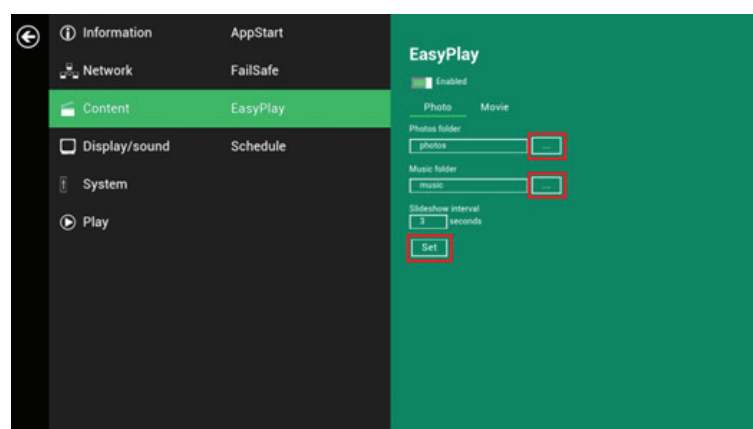 Information
Network
Content
Display/sound
System
Play
AppStart
FailSafe
EasyPlay
Schedule
EasyPlay
Enabled
Photo Movie
Photos folder
photos ...
Music folder
music ...
Slideshow interval
3 seconds
Set